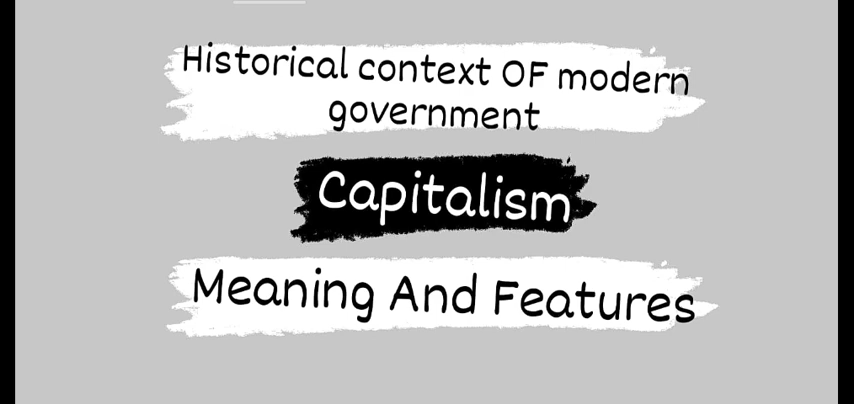 Historical context OF modern
government
Capitalism
Meaning And Features